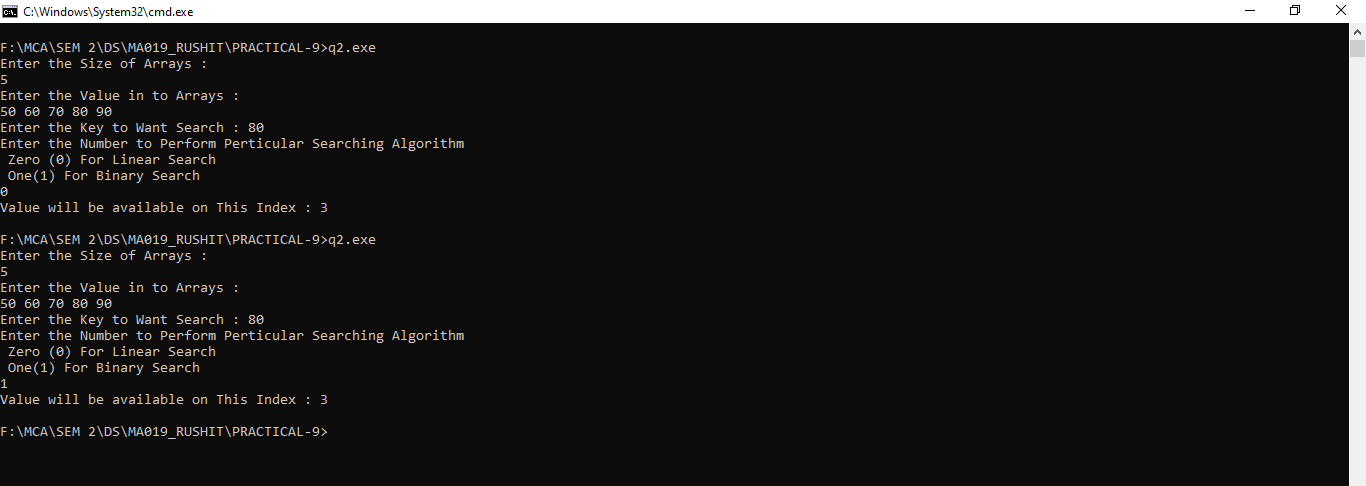 C:\Windows\System32\cmd.exe
F:\MCA\SEM 2\DS\MA019_RUSHIT\PRACTICAL-9>q2.exe
Enter the Size of Arrays :
5
Enter the Value in to Arrays :
50 60 70 80 90
Enter the Key to Want Search : 80
Enter the Number to Perform Perticular Searching Algorithm
 Zero (0) For Linear Search
 One(1) For Binary Search
0
Value will be available on This Index : 3
F:\MCA\SEM 2\DS\MA019_RUSHIT\PRACTICAL-9>q2.exe
Enter the Size of Arrays :
5
Enter the Value in to Arrays :
50 60 70 80 90
Enter the Key to Want Search : 80
Enter the Number to Perform Perticular Searching Algorithm
 Zero (0) For Linear Search
 One(1) For Binary Search
1
Value will be available on This Index : 3
F:\MCA\SEM 2\DS\MA019_RUSHIT\PRACTICAL-9>